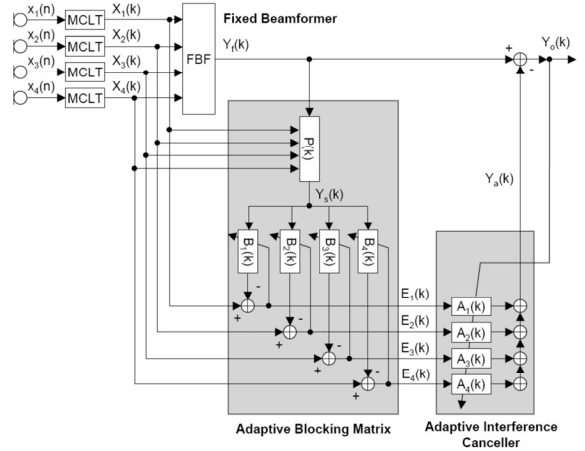 x1(n) MCLT X1(k)
x2(n) MCLT X2(k)
x3(n) MCLT X3(k)
x4(n) MCLT X4(k)
Fixed Beamformer
FBF
Yf(k)
+
-
Yo(k)
P(k)
Ys(k)
Ya(k)
B1(k) B2(k) B3(k) B4(k)
-
+
E1(k)
A1(k)
-
+
E2(k)
A2(k)
-
+
E3(k)
A3(k)
-
+
E4(k)
A4(k)
Adaptive Blocking Matrix
Adaptive Interference
Canceller